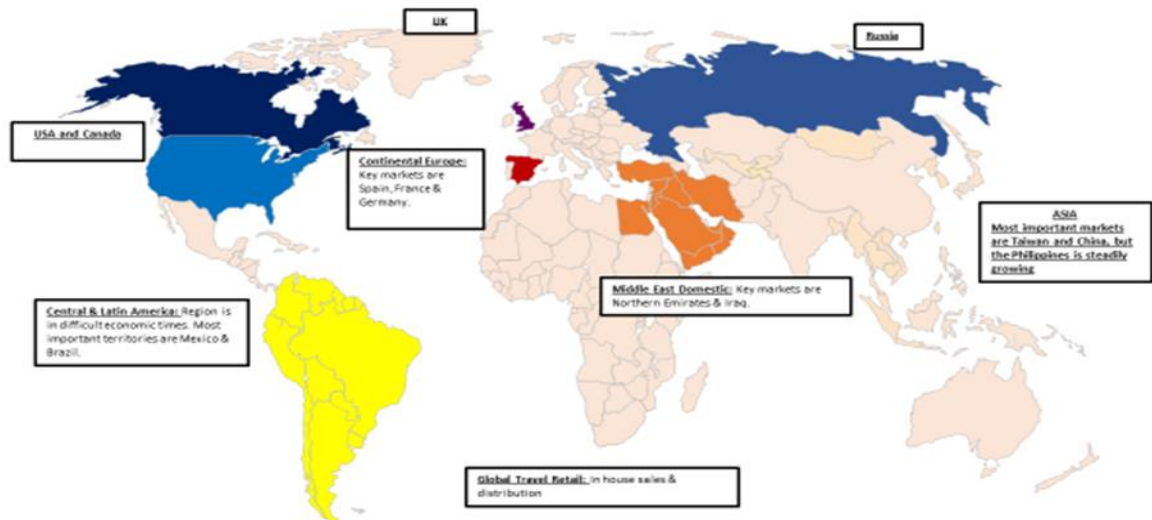 UK
Russia
USA and Canada
Continental Europe:
Key markets are
Spain, France &
Germany.
ASIA
Most important markets
are Taiwan and China, but
the Philippines is steadily
growing
Middle East Domestic: Key markets are
Northern Emirates & Iraq.
Central & Latin America: Region is
in difficult economic times. Most
important territories are Mexico &
Brazil.
Global Travel Retail: In house sales &
distribution